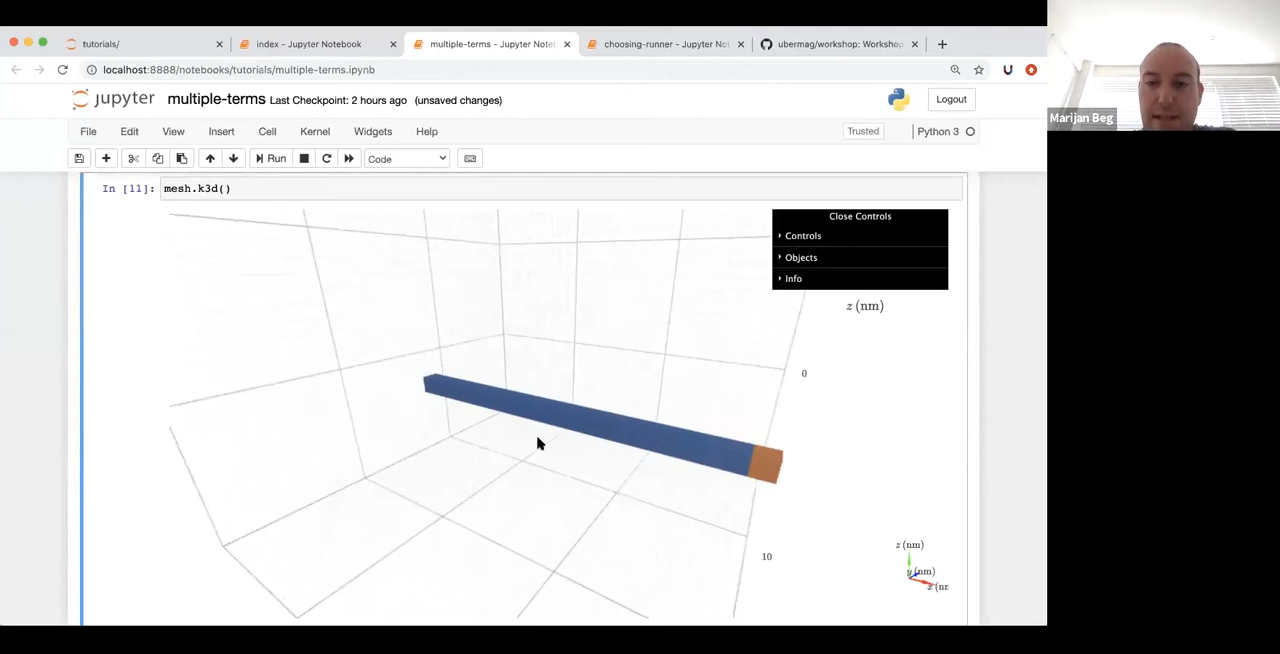 tutorials/
index - Jupyter Notebook
multiple-terms - Jupyter Note
choosing-runner - Jupyter No
ubermag/workshop: Workshop
localhost:8888/notebooks/tutorials/multiple-terms.ipynb
jupyter multiple-terms Last Checkpoint: 2 hours ago (unsaved changes)
Logout
File Edit View Insert Cell Kernel Widgets Help
Trusted
Python 3
Run
Code
In [11]: mesh.k3d()
Close Controls
Controls
Objects
Info
z (nm)
0
10
z (nm)
y (nm)
x (nr
Marijan Beg